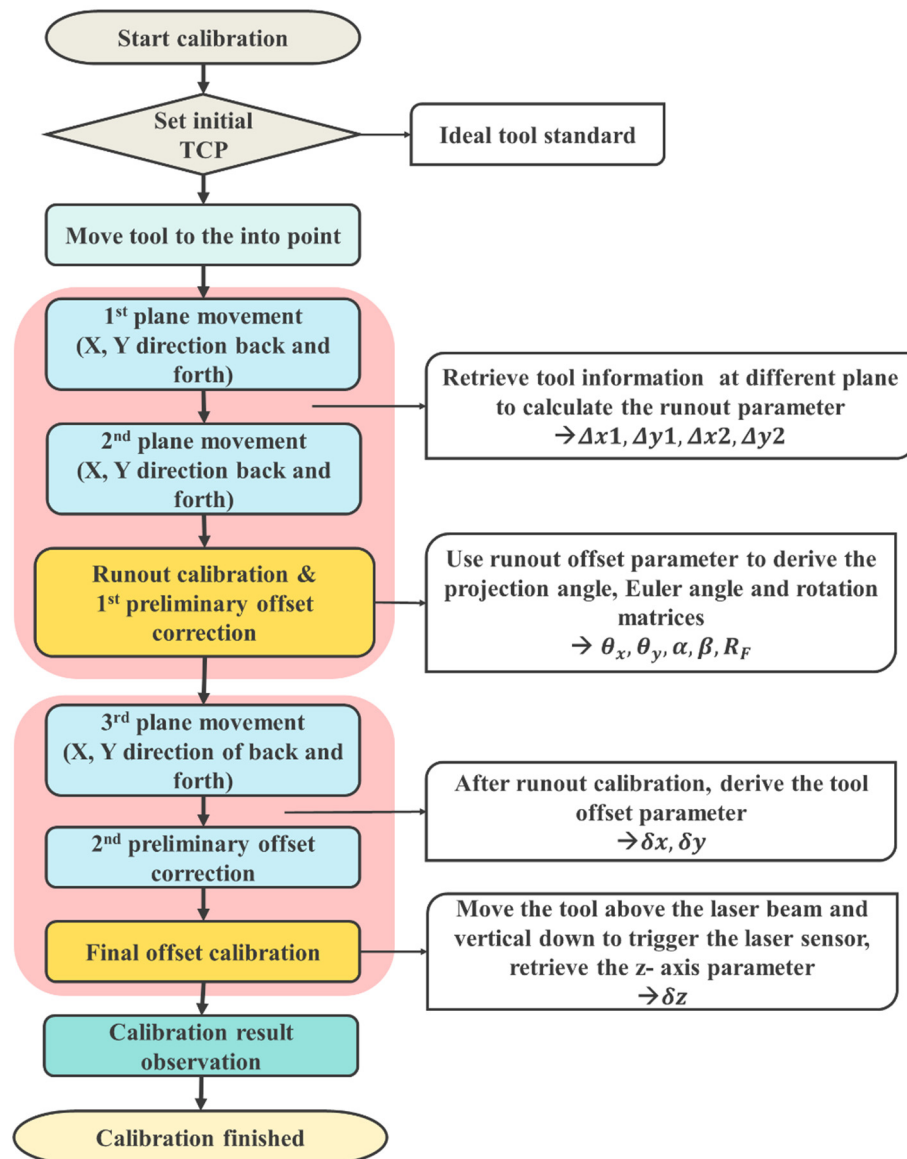 Start calibration
Set initial
TCP
Ideal tool standard
Move tool to the into point
1st plane movement
(X, Y direction back and
forth)
Retrieve tool information at different plane
to calculate the runout parameter
→Δx1, Δy1, Δx2, Δy2
2nd plane movement
(X, Y direction back and
forth)
Runout calibration &
1st preliminary offset
correction
Use runout offset parameter to derive the
projection angle, Euler angle and rotation
matrices
→ θx, θy, α, β, RF
3rd plane movement
(X, Y direction of back and
forth)
After runout calibration, derive the tool
offset parameter
→δx, δy
2nd preliminary offset
correction
Final offset calibration
Move the tool above the laser beam and
vertical down to trigger the laser sensor,
retrieve the z- axis parameter
→δz
Calibration result
observation
Calibration finished